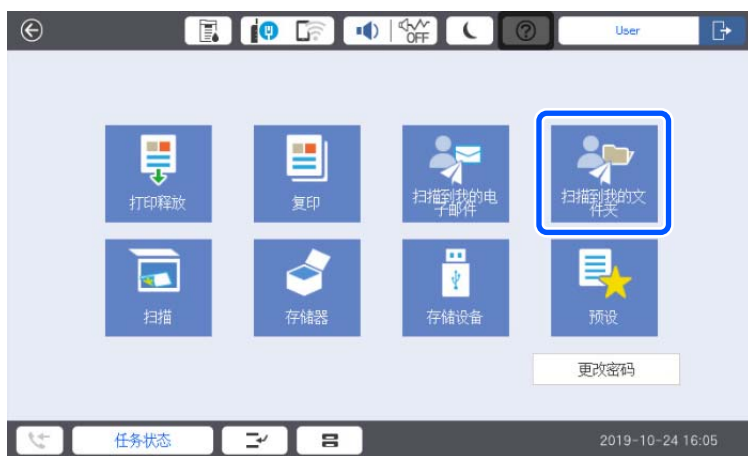 OFF
User
打印释放
复印
扫描到我的电
子邮件
扫描到我的文
件夹
扫描
存储器
存储设备
预设
更改密码
任务状态
2019-10-24 16:05